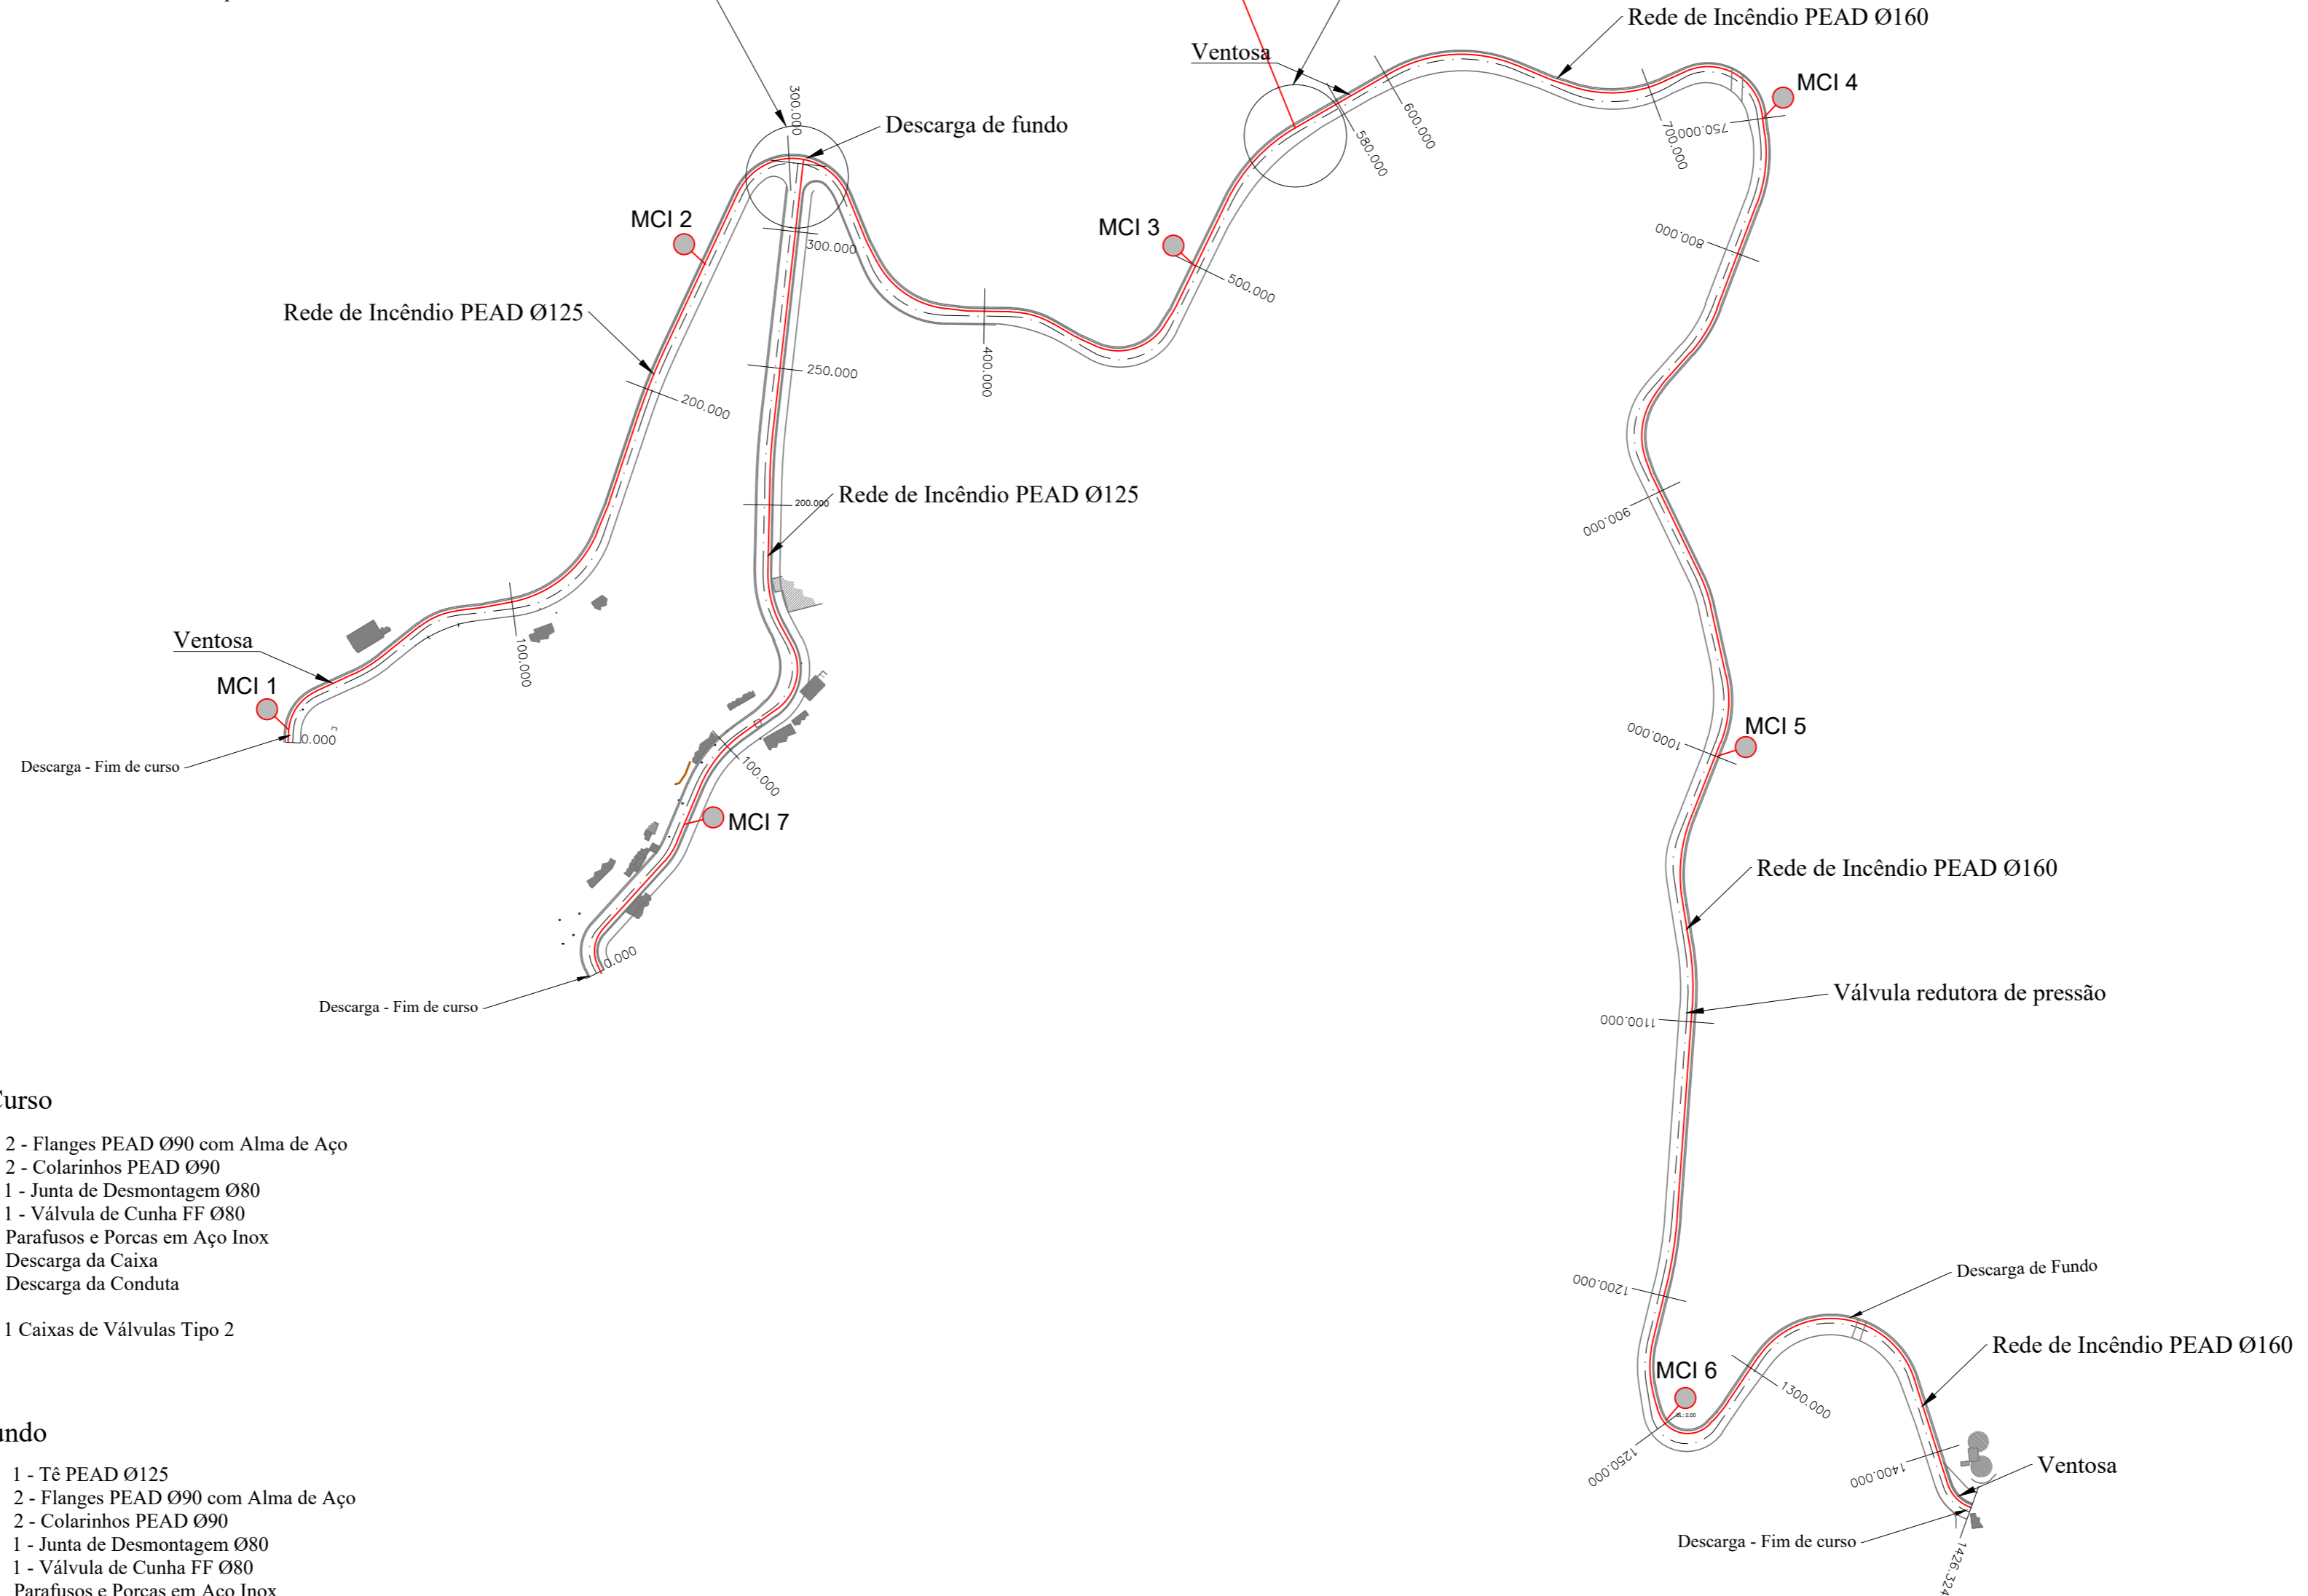 Rede de Incêndio PEAD Ø160
Ventosa
MCI 4
300.000
Descarga de fundo
600.000
580.000
700.000
750.000
MCI 2
MCI 3
300.000
800.000
500.000
Rede de Incêndio PEAD Ø125
400.000
250.000
200.000
Rede de Incêndio PEAD Ø125
200.000
900.000
Ventosa
100.000
MCI 1
0.000
Descarga - Fim de curso
100.000
MCI 7
1000.000
MCI 5
Rede de Incêndio PEAD Ø160
0.000
Descarga - Fim de curso
Válvula redutora de pressão
1100.000
Curso
2 - Flanges PEAD Ø90 com Alma de Aço
2 - Colarinhos PEAD Ø90
1 - Junta de Desmontagem Ø80
1 - Válvula de Cunha FF Ø80
Parafusos e Porcas em Aço Inox
Descarga da Caixa
Descarga da Conduta
1 Caixas de Válvulas Tipo 2
1200.000
Descarga de Fundo
Rede de Incêndio PEAD Ø160
MCI 6
1300.000
1250.000
1400.000
Ventosa
Descarga - Fim de curso
1426.324
undo
1 - Tê PEAD Ø125
2 - Flanges PEAD Ø90 com Alma de Aço
2 - Colarinhos PEAD Ø90
1 - Junta de Desmontagem Ø80
1 - Válvula de Cunha FF Ø80
Parafusos e Porcas em Aço Inox